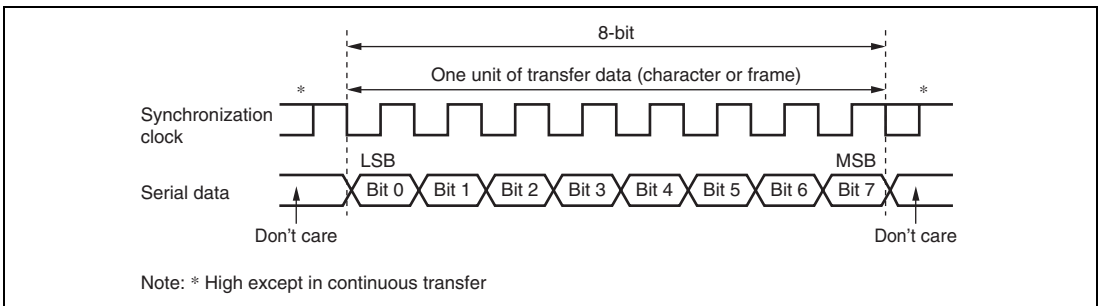 8-bit
One unit of transfer data (character or frame)
*
*
Synchronization
clock
LSB
MSB
Serial data
Bit 0
Bit 1
Bit 2
Bit 3
Bit 4
Bit 5
Bit 6
Bit 7
Don't care
Don't care
Note: * High except in continuous transfer